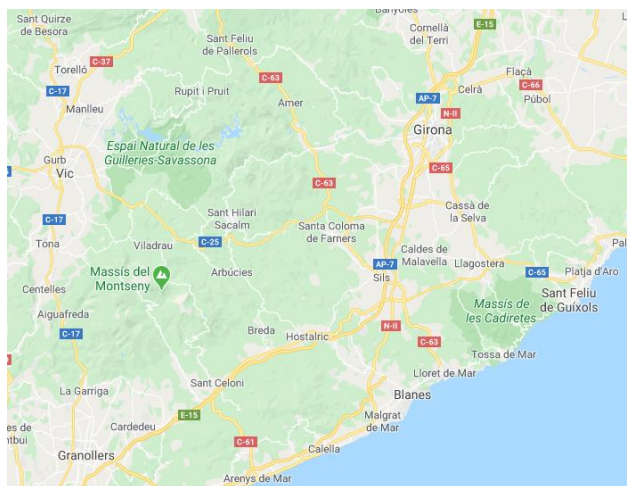 Sant Quirze
de Besora
Torelló
C-37
C-17
Manlleu
Sant Feliu
de Pallerols
C-63
Rupit i Pruit
Amer
Banyoles
Cornellà
del Terri
E-15
Flaçà
Celrà
C-66
Púbol
AP-7
N-II
Girona
Espai Natural de les
Guilleries-Savassona
Gurb
Vic
C-65
C-63
Cassà de
la Selva
C-17
Tona
Sant Hilari
Sacalm
Santa Coloma
de Farners
Viladrau
C-25
Caldes de
Malavella
Llagostera
AP-7
Sils
C-65
Platja d'Aro
Massís del
Montseny
Arbúcies
Centelles
Sant Feliu
de Guíxols
Massís de
les Cadiretes
Aiguafreda
C-17
Breda
Hostalric
N-II
C-63
Tossa de Mar
Lloret de Mar
Sant Celoni
Blanes
La Garriga
E-15
Malgrat
de Mar
Cardedeu
C-61
Calella
Granollers
Arenys de Mar